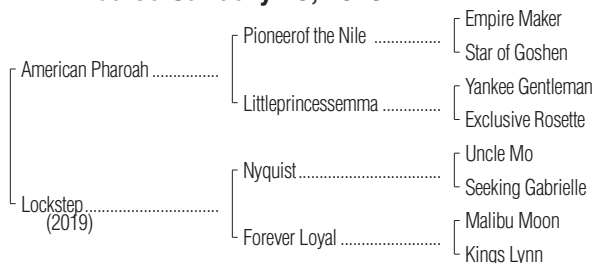 Empire Maker
Pioneerof the Nile ................
Star of Goshen
American Pharoah ................
Yankee Gentleman
Littleprincessemma ..............
Exclusive Rosette
Uncle Mo
Nyquist..................................
Seeking Gabrielle
Lockstep................................
(2019)
Malibu Moon
Forever Loyal ........................
Kings Lynn